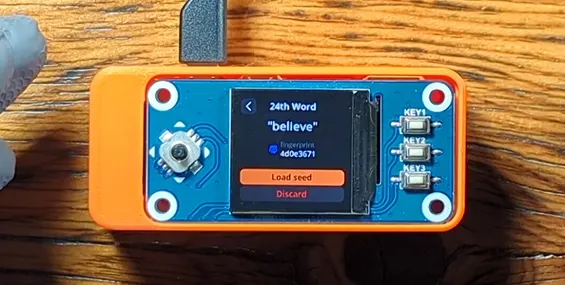 24th Word
"believe"
fingerprint
4d0e3671
Load seed
Discard
KEY1
KEY2
KEY3